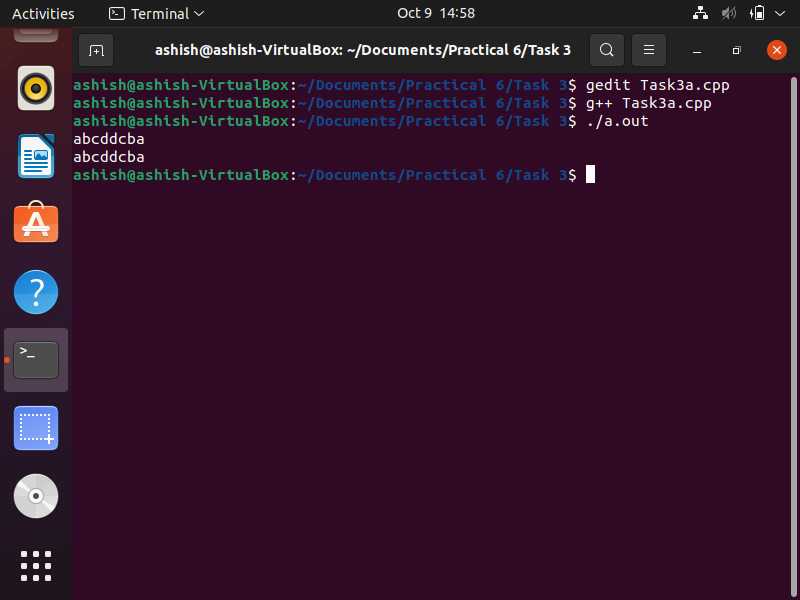 Activities Terminal Oct 9 14:58
ashish@ashish-VirtualBox: ~/Documents/Practical 6/Task 3
ashish@ashish-VirtualBox:~/Documents/Practical 6/Task 3$ gedit Task3a.cpp
ashish@ashish-VirtualBox:~/Documents/Practical 6/Task 3$ g++ Task3a.cpp
ashish@ashish-VirtualBox:~/Documents/Practical 6/Task 3$ ./a.out
abcddcba
abcddcba
ashish@ashish-VirtualBox:~/Documents/Practical 6/Task 3$